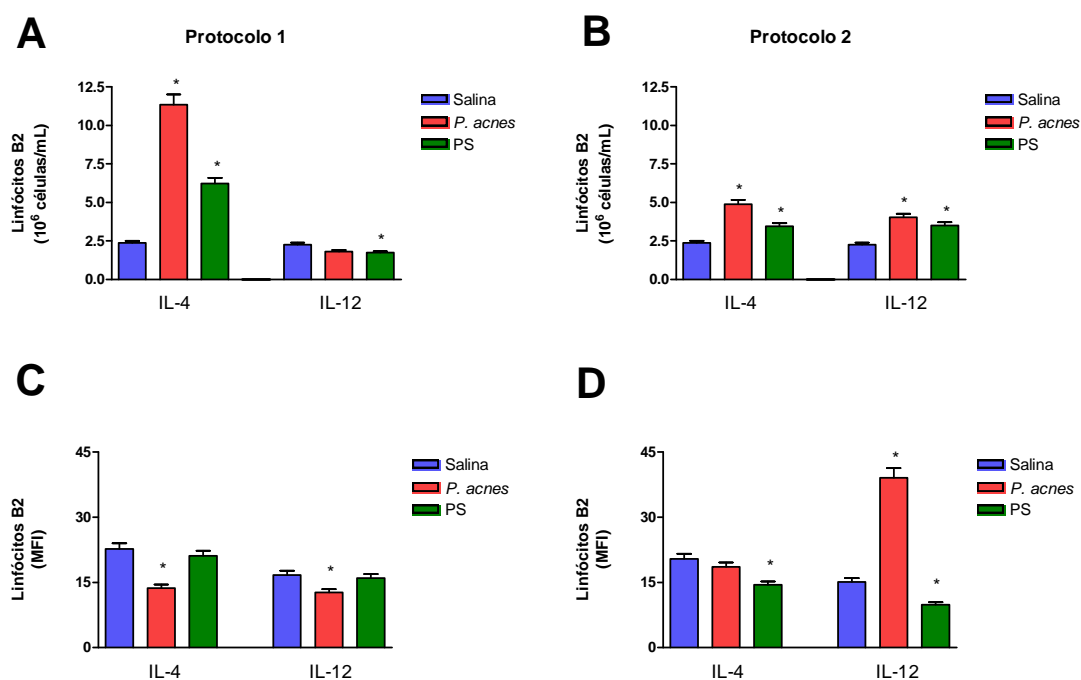 A
Protocolo 1
Linfócitos B2
(10⁶ células/mL)
12.5
10.0
7.5
5.0
2.5
0.0
*
*
*
IL-4
IL-12
Salina
P. acnes
PS
B
Protocolo 2
Linfócitos B2
(10⁶ células/mL)
12.5
10.0
7.5
5.0
2.5
0.0
*
*
*
*
IL-4
IL-12
Salina
P. acnes
PS
C
Linfócitos B2
(MFI)
45
30
15
0
*
*
IL-4
IL-12
Salina
P. acnes
PS
D
Linfócitos B2
(MFI)
45
30
15
0
*
*
*
IL-4
IL-12
Salina
P. acnes
PS